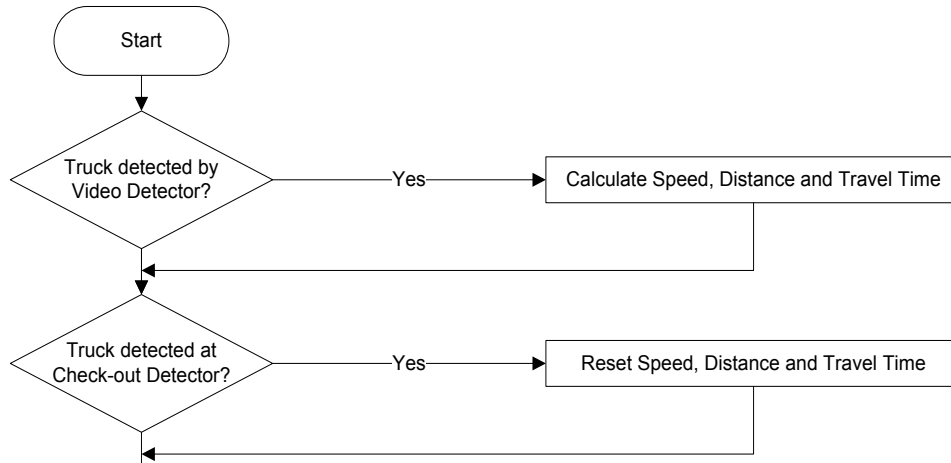 Start
Truck detected by
Video Detector?
Yes
Calculate Speed, Distance and Travel Time
Truck detected at
Check-out Detector?
Yes
Reset Speed, Distance and Travel Time